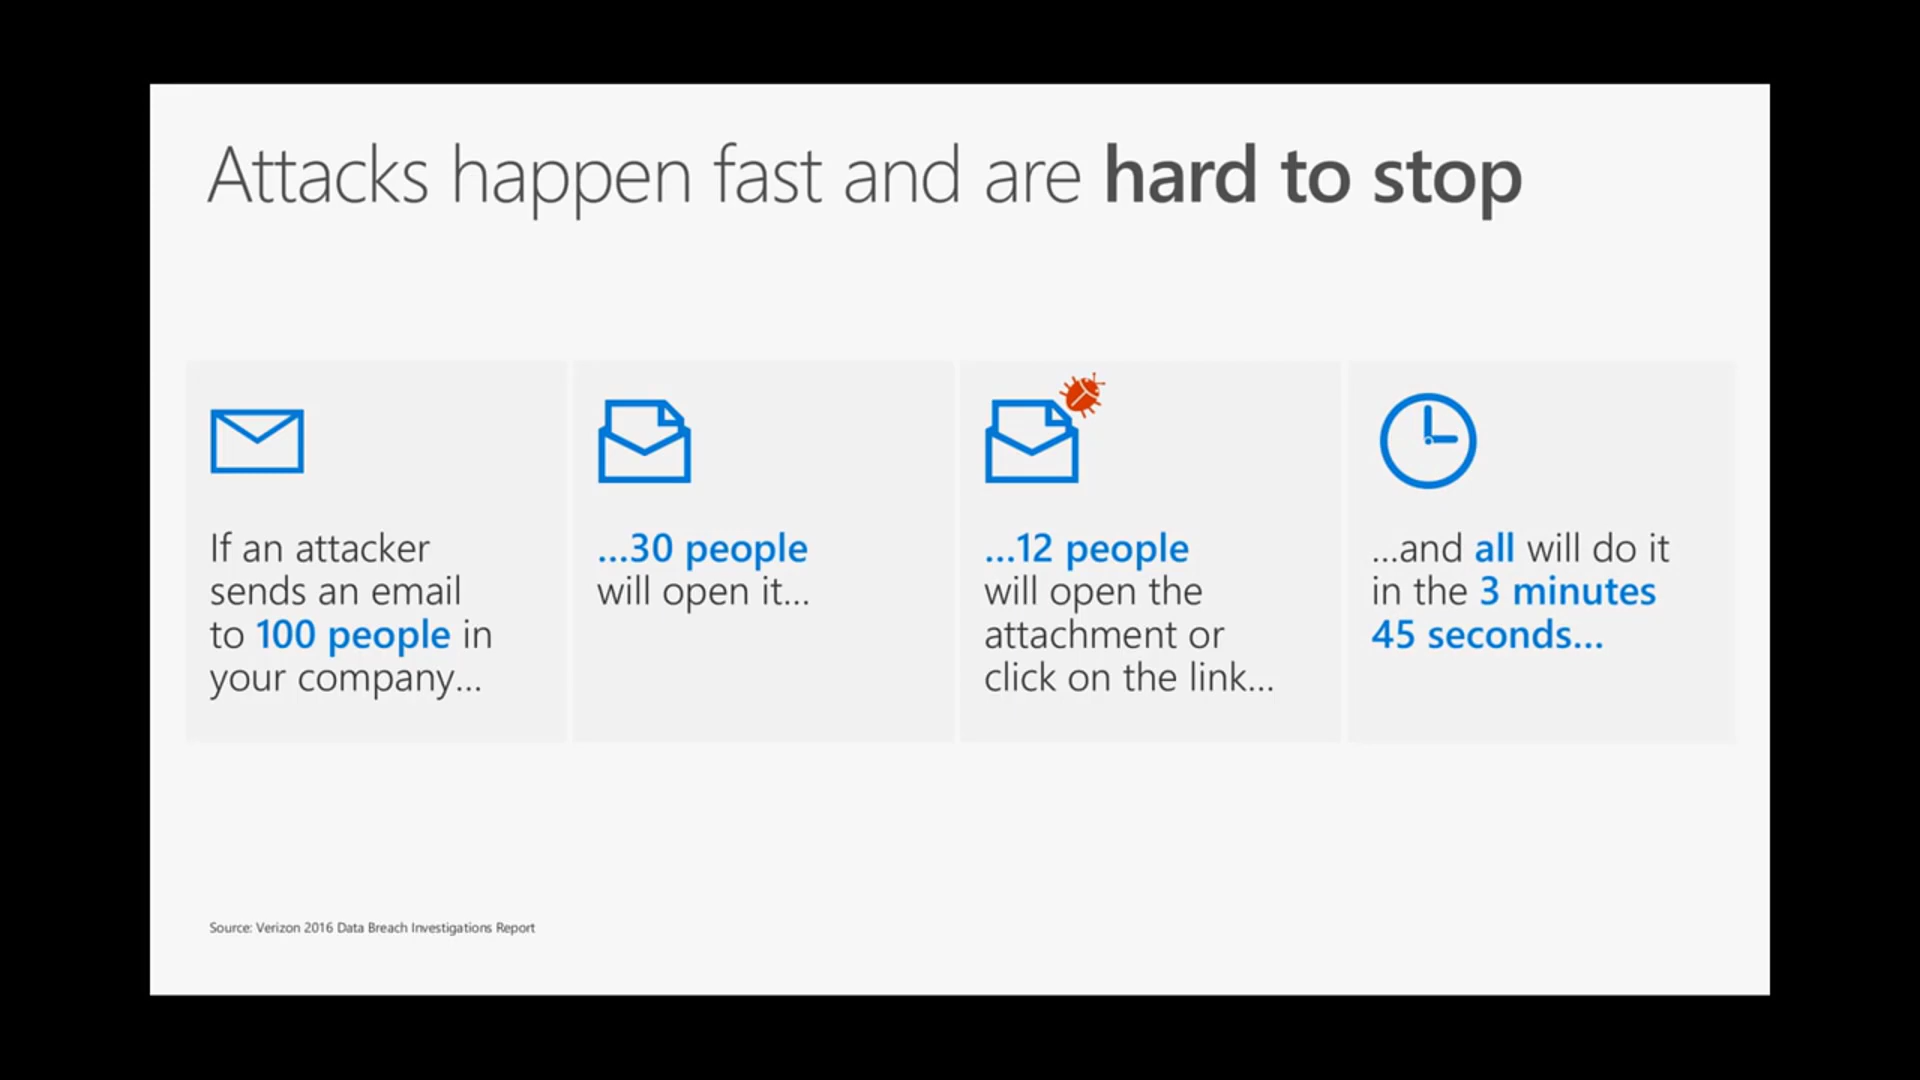 Attacks happen fast and are hard to stop
If an attacker
sends an email
to 100 people in
your company...
...30 people
will open it...
...12 people
will open the
attachment or
click on the link...
...and all will do it
in the 3 minutes
45 seconds...
Source: Verizon 2016 Data Breach Investigations Report